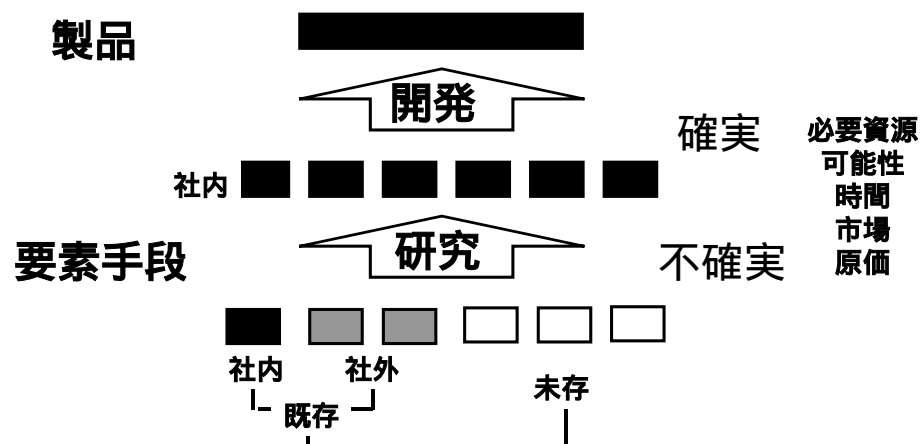 製品
開発
確実
必要資源
可能性
時間
市場
原価
社内
要素手段
研究
不確実
社内
社外
既存
未存